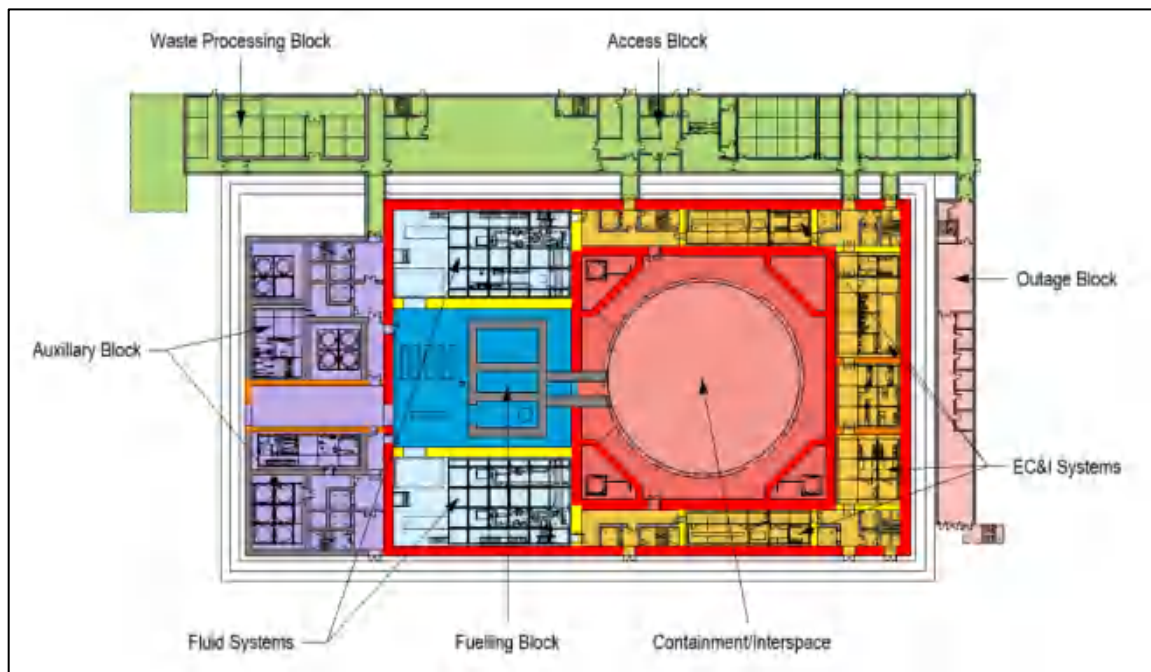 Waste Processing Block
Access Block
Outage Block
Auxiliary Block
EC&I Systems
Fluid Systems
Fuelling Block
Containment/Interspace